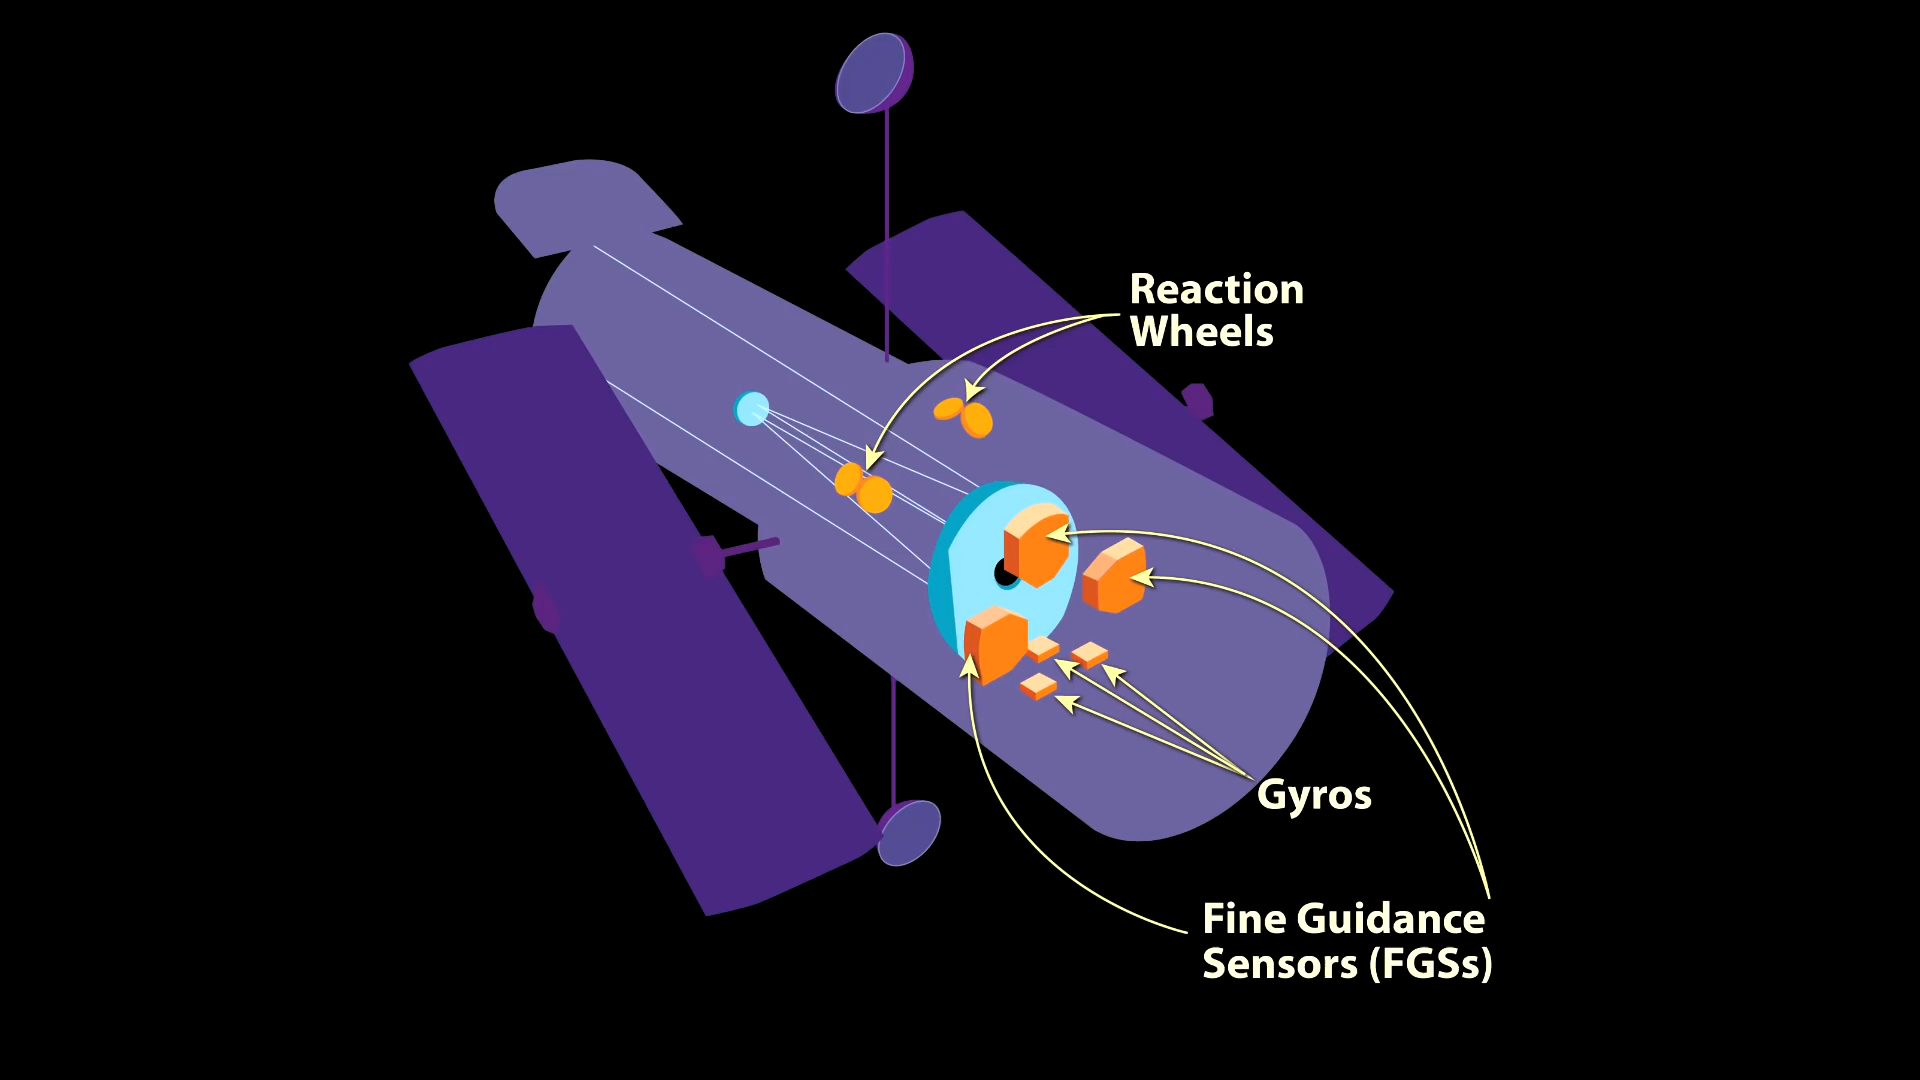 Reaction
Wheels
Gyros
Fine Guidance
Sensors (FGSs)